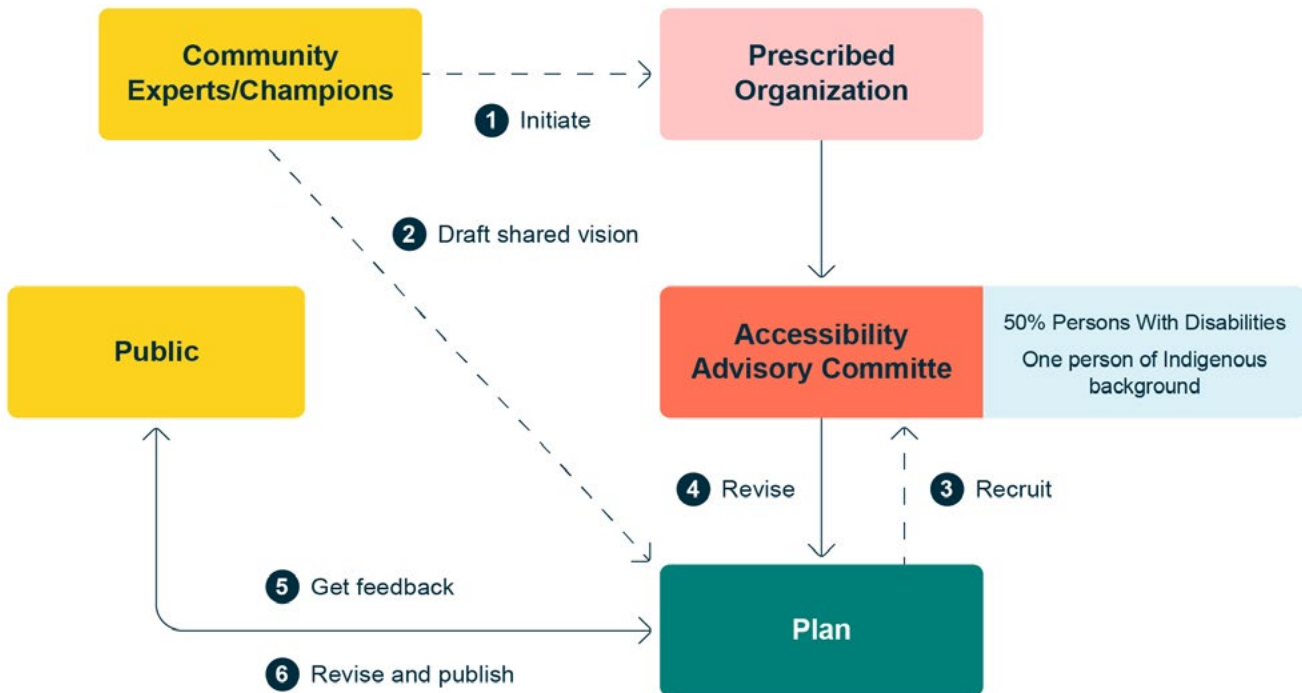 Community
Experts/Champions
Prescribed
Organization
1 Initiate
2 Draft shared vision
Public
Accessibility
Advisory Committe
50% Persons With Disabilities
One person of Indigenous
background
4 Revise
3 Recruit
5 Get feedback
Plan
6 Revise and publish